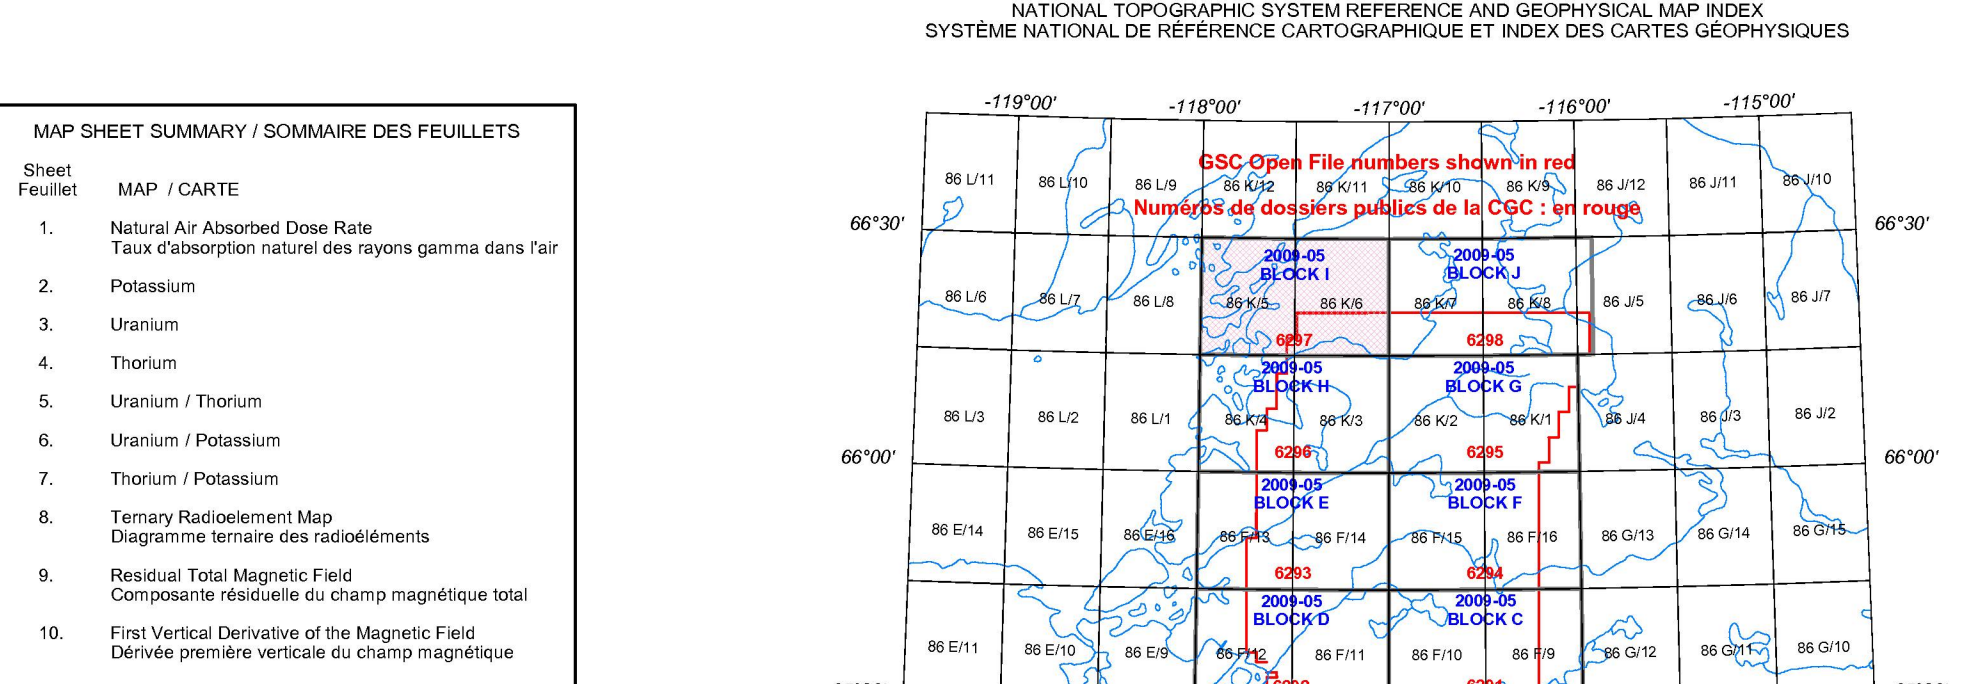 NATIONAL TOPOGRAPHIC SYSTEM REFERENCE AND GEOPHYSICAL MAP INDEX
SYSTÈME NATIONAL DE RÉFÉRENCE CARTOGRAPHIQUE ET INDEX DES CARTES GÉOPHYSIQUES
MAP SHEET SUMMARY / SOMMAIRE DES FEUILLETS
Sheet
Feuillet MAP / CARTE
1. Natural Air Absorbed Dose Rate
Taux d'absorption naturel des rayons gamma dans l'air
2. Potassium
3. Uranium
4. Thorium
5. Uranium / Thorium
6. Uranium / Potassium
7. Thorium / Potassium
8. Ternary Radioelement Map
Diagramme ternaire des radioéléments
9. Residual Total Magnetic Field
Composante résiduelle du champ magnétique total
10. First Vertical Derivative of the Magnetic Field
Dérivée première verticale du champ magnétique
-119°00' -118°00' -117°00' -116°00' -115°00'
GSC Open File numbers shown in red
86 L/11 86 L/10 86 L/9 86 K/12 86 K/11 86 K/10 86 K/9 86 J/12 86 J/11 86 J/10
Numéros de dossiers publics de la CGC : en rouge
66°30' 66°30'
2009-05 2009-05
BLOCK I BLOCK J
86 L/6 86 L/7 86 L/8 86 K/5 86 K/6 86 K/7 86 K/8 86 J/5 86 J/6 86 J/7
6297 6298
2009-05 2009-05
BLOCK H BLOCK G
86 L/3 86 L/2 86 L/1 86 K/4 86 K/3 86 K/2 86 K/1 86 J/4 86 J/3 86 J/2
6296 6295
66°00' 66°00'
2009-05 2009-05
BLOCK E BLOCK F
86 E/14 86 E/15 86 E/16 86 F/13 86 F/14 86 F/15 86 F/16 86 G/13 86 G/14 86 G/15
6293 6294
2009-05 2009-05
BLOCK D BLOCK C
86 E/11 86 E/10 86 E/9 86 F/12 86 F/11 86 F/10 86 F/9 86 G/12 86 G/11 86 G/10